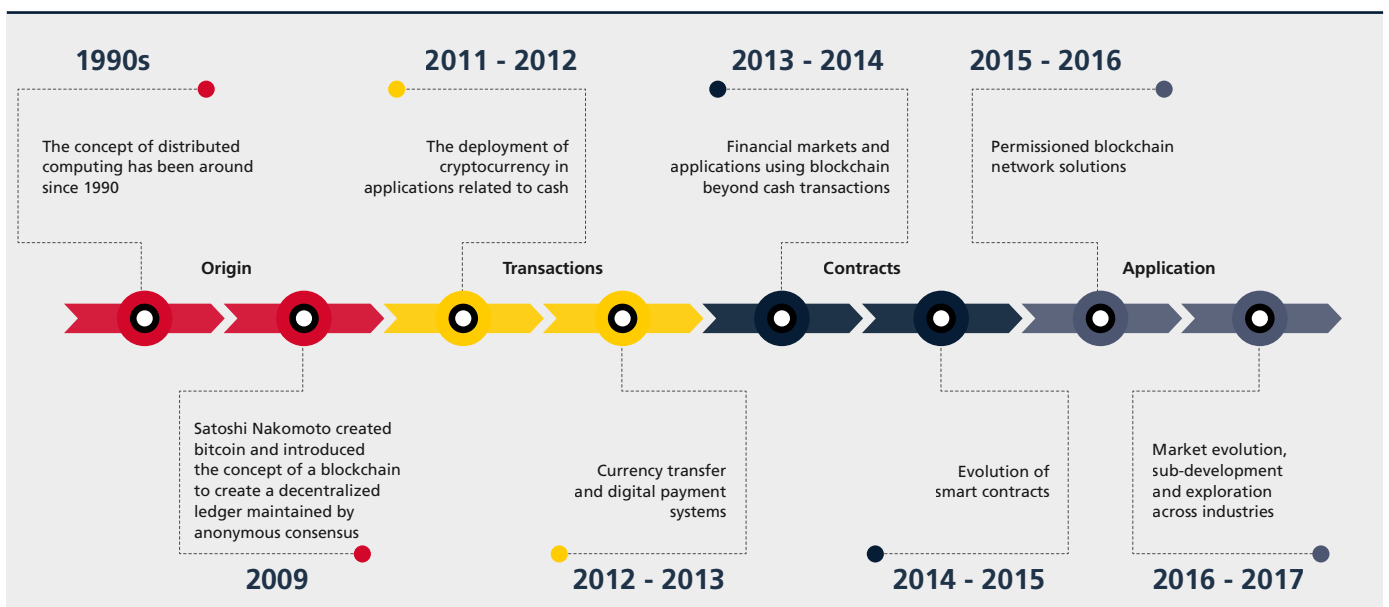 1990s
The concept of distributed
computing has been around
since 1990
2011 - 2012
The deployment of
cryptocurrency in
applications related to cash
2013 - 2014
Financial markets and
applications using blockchain
beyond cash transactions
2015 - 2016
Permissioned blockchain
network solutions
Origin
Transactions
Contracts
Application
Satoshi Nakomoto created
bitcoin and introduced
the concept of a blockchain
to create a decentralized
ledger maintained by
anonymous consensus
2009
Currency transfer
and digital payment
systems
2012 - 2013
Evolution of
smart contracts
2014 - 2015
Market evolution,
sub-development
and exploration
across industries
2016 - 2017